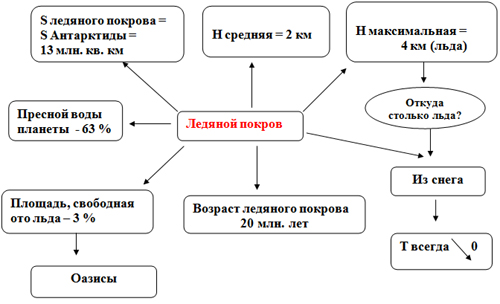 S ледяного покрова =
S Антарктиды =
13 млн. кв. км
H средняя = 2 км
H максимальная =
4 км (льда)
Откуда
столько льда?
Пресной воды
планеты - 63 %
Ледяной покров
Из снега
Площадь, свободная
ото льда – 3 %
Возраст ледяного покрова
20 млн. лет
T всегда 0
Оазисы